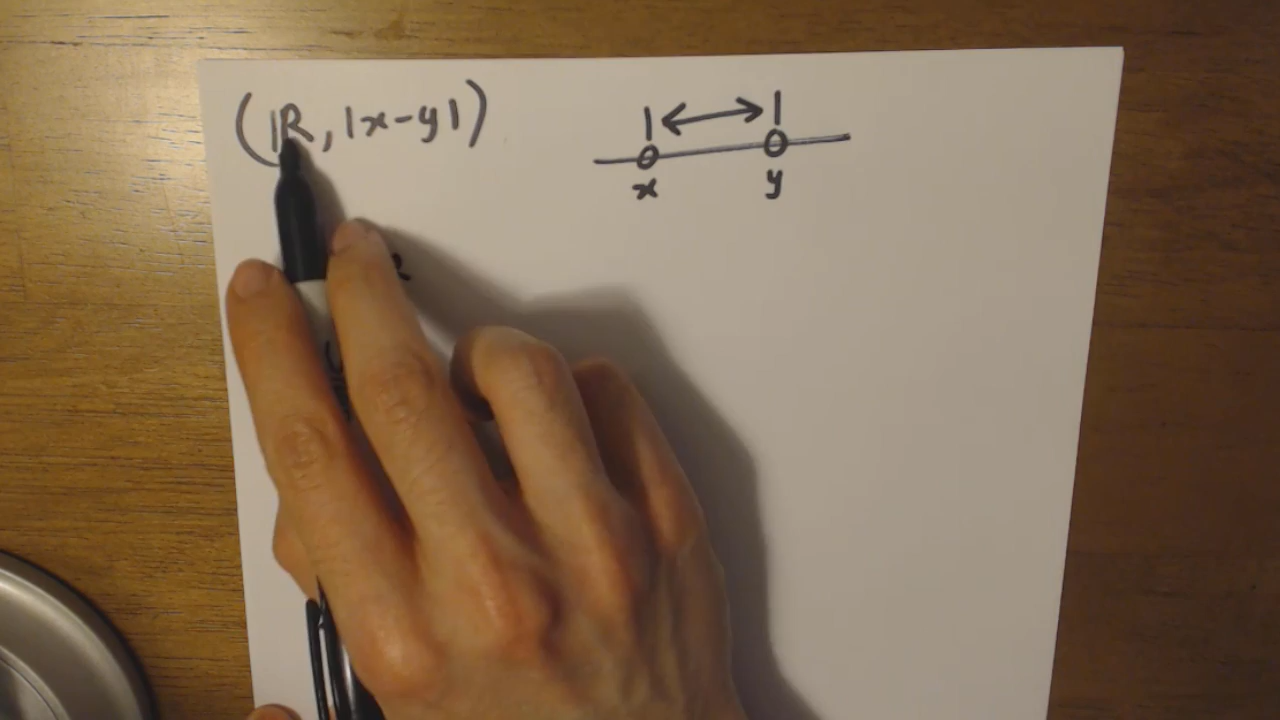 (ℝ, |x-y|)
x y